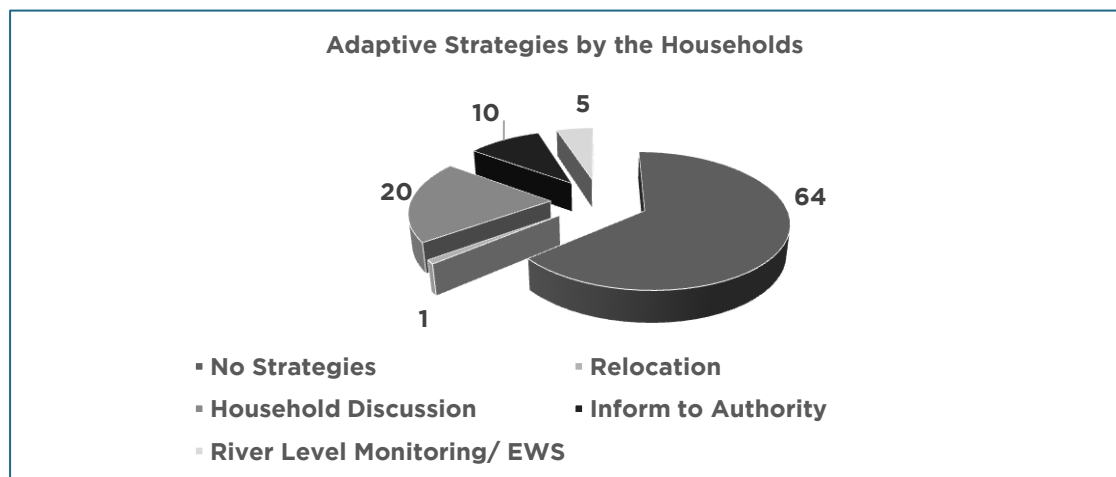 Adaptive Strategies by the Households
5
10
64
20
1
No Strategies
Relocation
Household Discussion
Inform to Authority
River Level Monitoring/ EWS